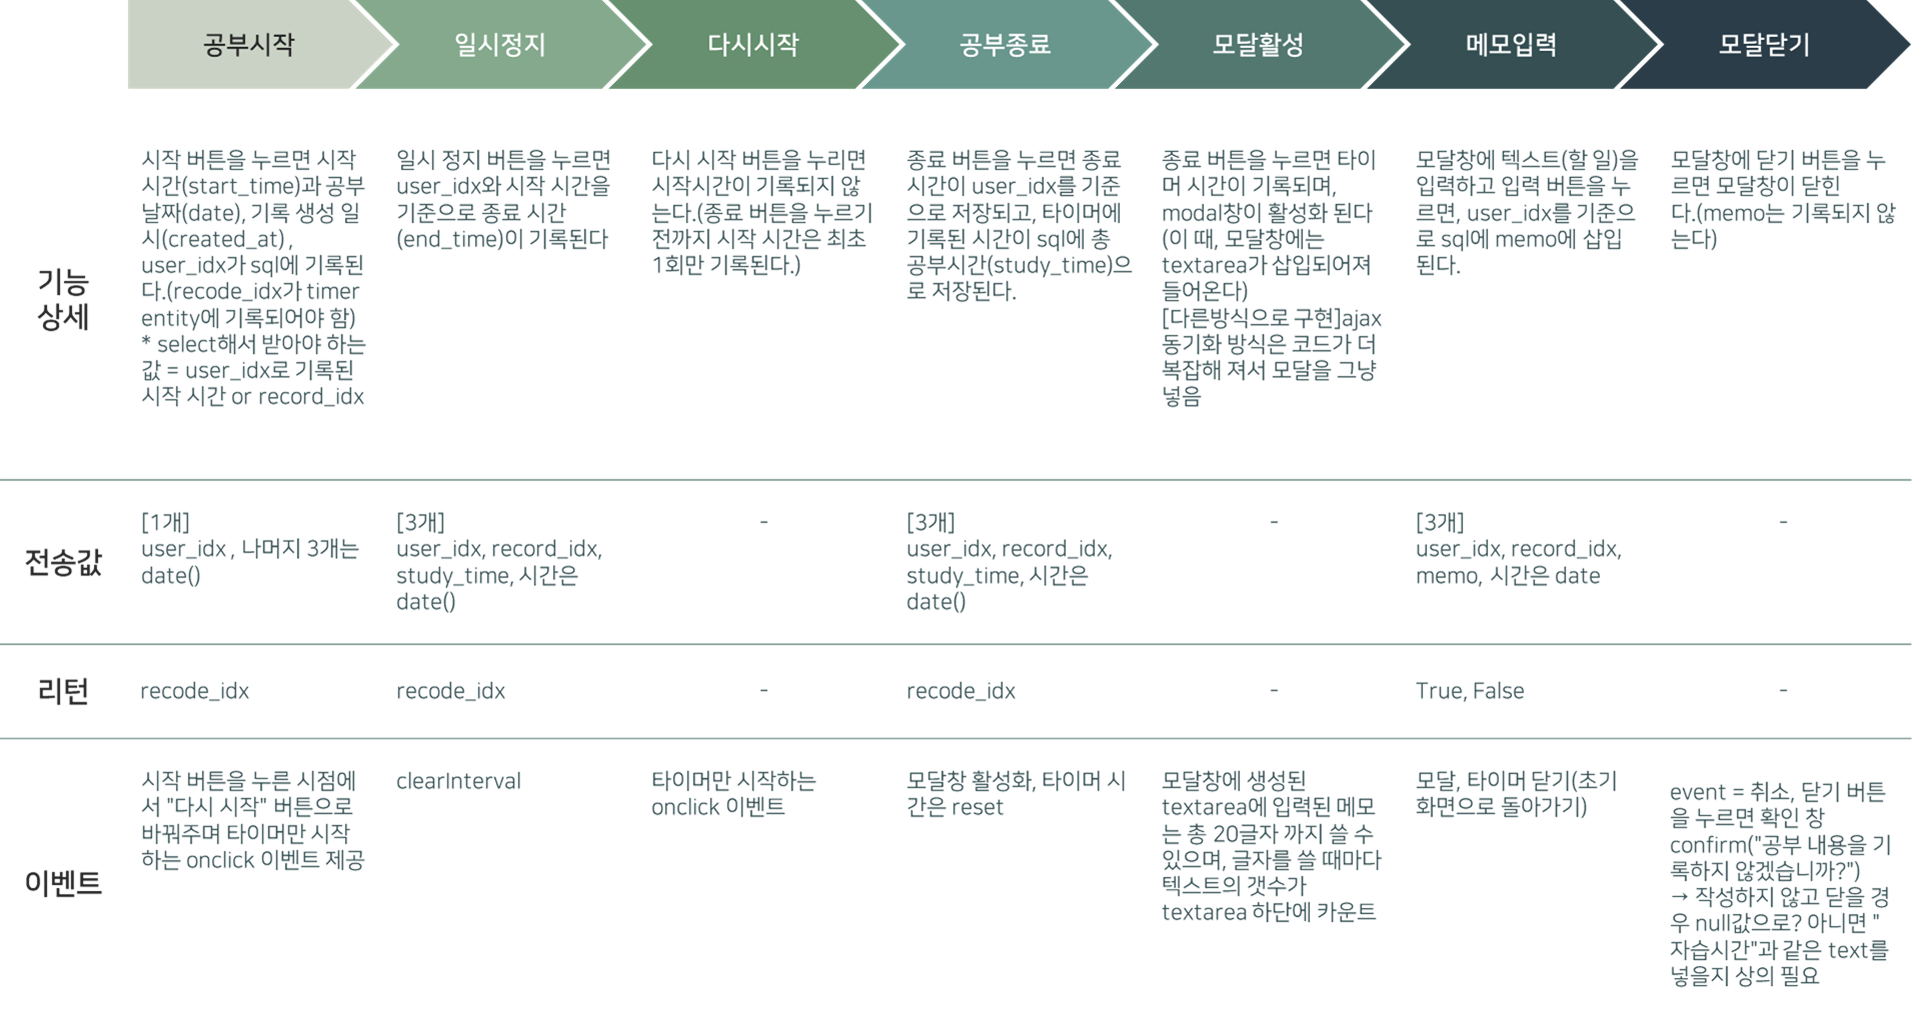 공부시작
일시정지
다시시작
공부종료
모달활성
메모입력
모달닫기
기능
상세
시작 버튼을 누르면 시작
시간(start_time)과 공부
날짜(date), 기록 생성 일
시(created_at) ,
user_idx가 sql에 기록된
다.(recode_idx가 timer
entity에 기록되어야 함)
* select해서 받아야 하는
값 = user_idx로 기록된
시작 시간 or record_idx
일시 정지 버튼을 누르면
user_idx와 시작 시간을
기준으로 종료 시간
(end_time)이 기록된다
다시 시작 버튼을 누리면
시작시간이 기록되지 않
는다.(종료 버튼을 누르기
전까지 시작 시간은 최초
1회만 기록된다.)
종료 버튼을 누르면 종료
시간이 user_idx를 기준
으로 저장되고, 타이머에
기록된 시간이 sql에 총
공부시간(study_time)으
로 저장된다.
종료 버튼을 누르면 타이
머 시간이 기록되며,
modal창이 활성화 된다
(이 때, 모달창에는
textarea가 삽입되어져
들어온다)
[다른방식으로 구현]ajax
동기화 방식은 코드가 더
복잡해 져서 모달을 그냥
넣음
모달창에 텍스트(할 일)을
입력하고 입력 버튼을 누
르면, user_idx를 기준으
로 sql에 memo에 삽입
된다.
모달창에 닫기 버튼을 누
르면 모달창이 닫힌
다.(memo는 기록되지 않
는다)
전송값
[1개]
user_idx , 나머지 3개는
date()
[3개]
user_idx, record_idx,
study_time, 시간은
date()
-
[3개]
user_idx, record_idx,
study_time, 시간은
date()
-
[3개]
user_idx, record_idx,
memo, 시간은 date
-
리턴
recode_idx
recode_idx
-
recode_idx
-
True, False
-
이벤트
시작 버튼을 누른 시점에
서 "다시 시작" 버튼으로
바꿔주며 타이머만 시작
하는 onclick 이벤트 제공
clearInterval
타이머만 시작하는
onclick 이벤트
모달창 활성화, 타이머 시
간은 reset
모달창에 생성된
textarea에 입력된 메모
는 총 20글자 까지 쓸 수
있으며, 글자를 쓸 때마다
텍스트의 갯수가
textarea 하단에 카운트
모달, 타이머 닫기(초기
화면으로 돌아가기)
event = 취소, 닫기 버튼
을 누르면 확인 창
confirm("공부 내용을 기
록하지 않겠습니까?")
→ 작성하지 않고 닫을 경
우 null값으로? 아니면 "
자습시간"과 같은 text를
넣을지 상의 필요